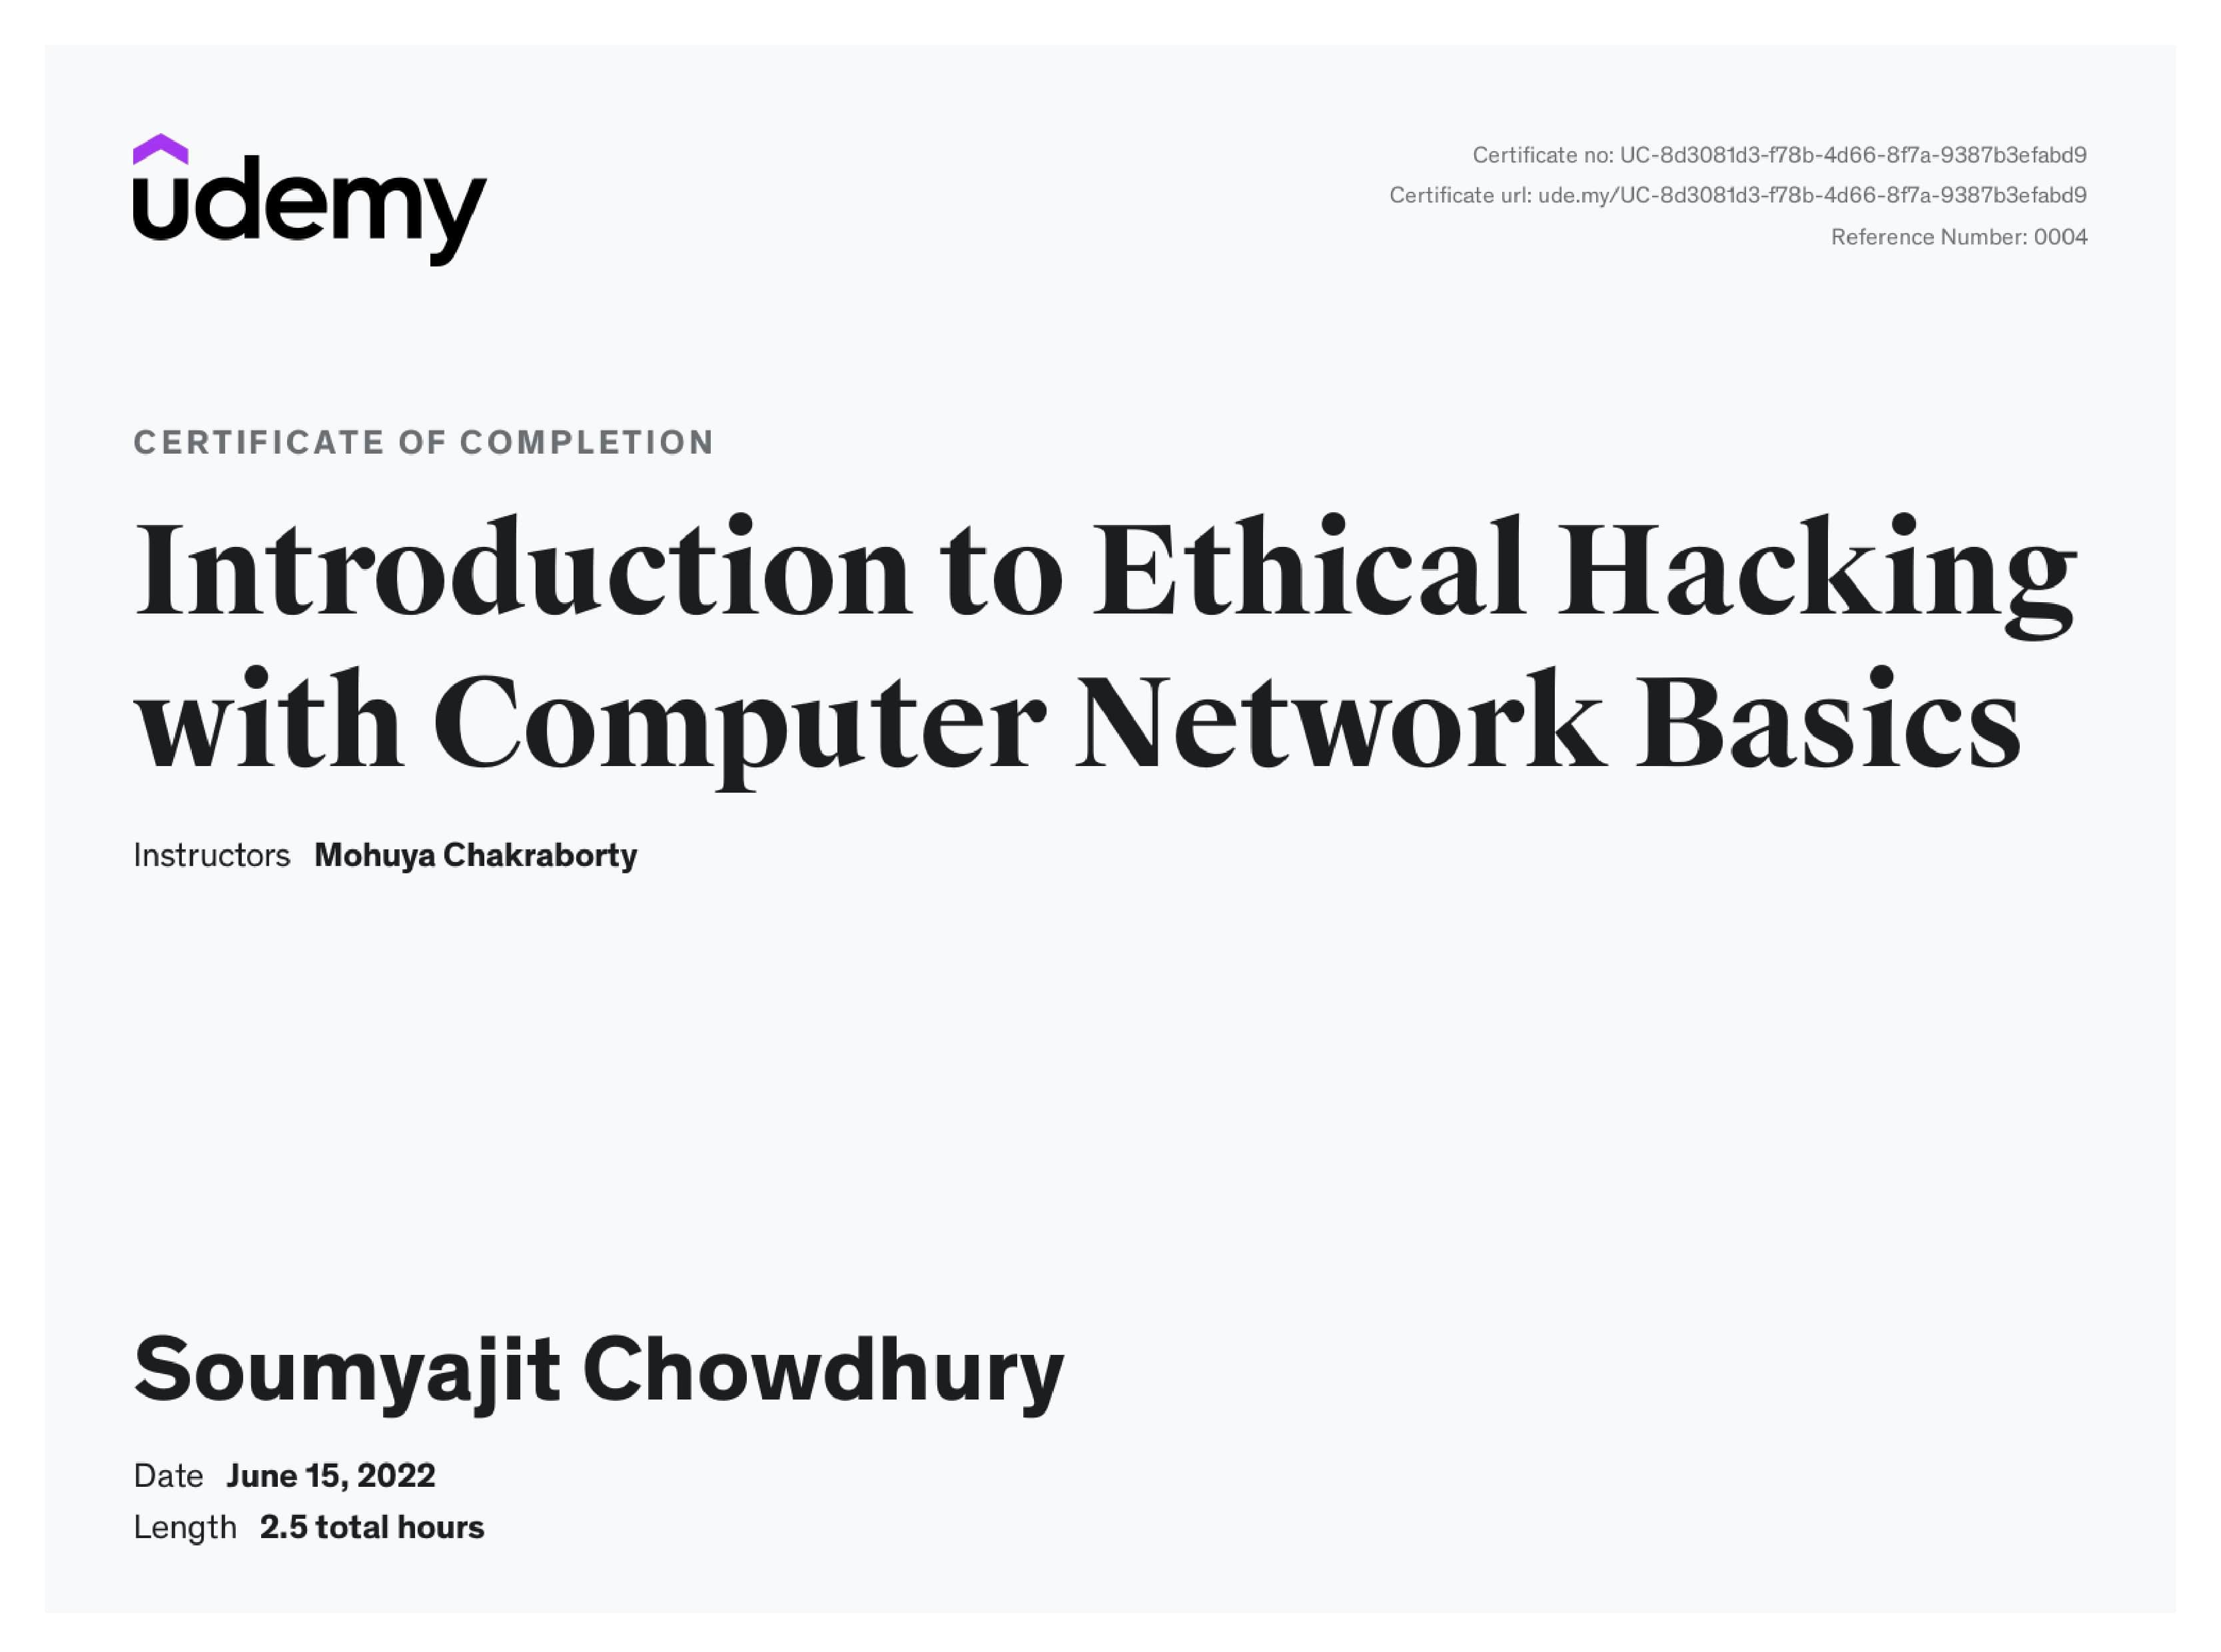 udemy
Certificate no: UC-8d3081d3-f78b-4d66-8f7a-9387b3efabd9
Certificate url: ude.my/UC-8d3081d3-f78b-4d66-8f7a-9387b3efabd9
Reference Number: 0004
CERTIFICATE OF COMPLETION
Introduction to Ethical Hacking
with Computer Network Basics
Instructors Mohuya Chakraborty
Soumyajit Chowdhury
Date June 15, 2022
Length 2.5 total hours